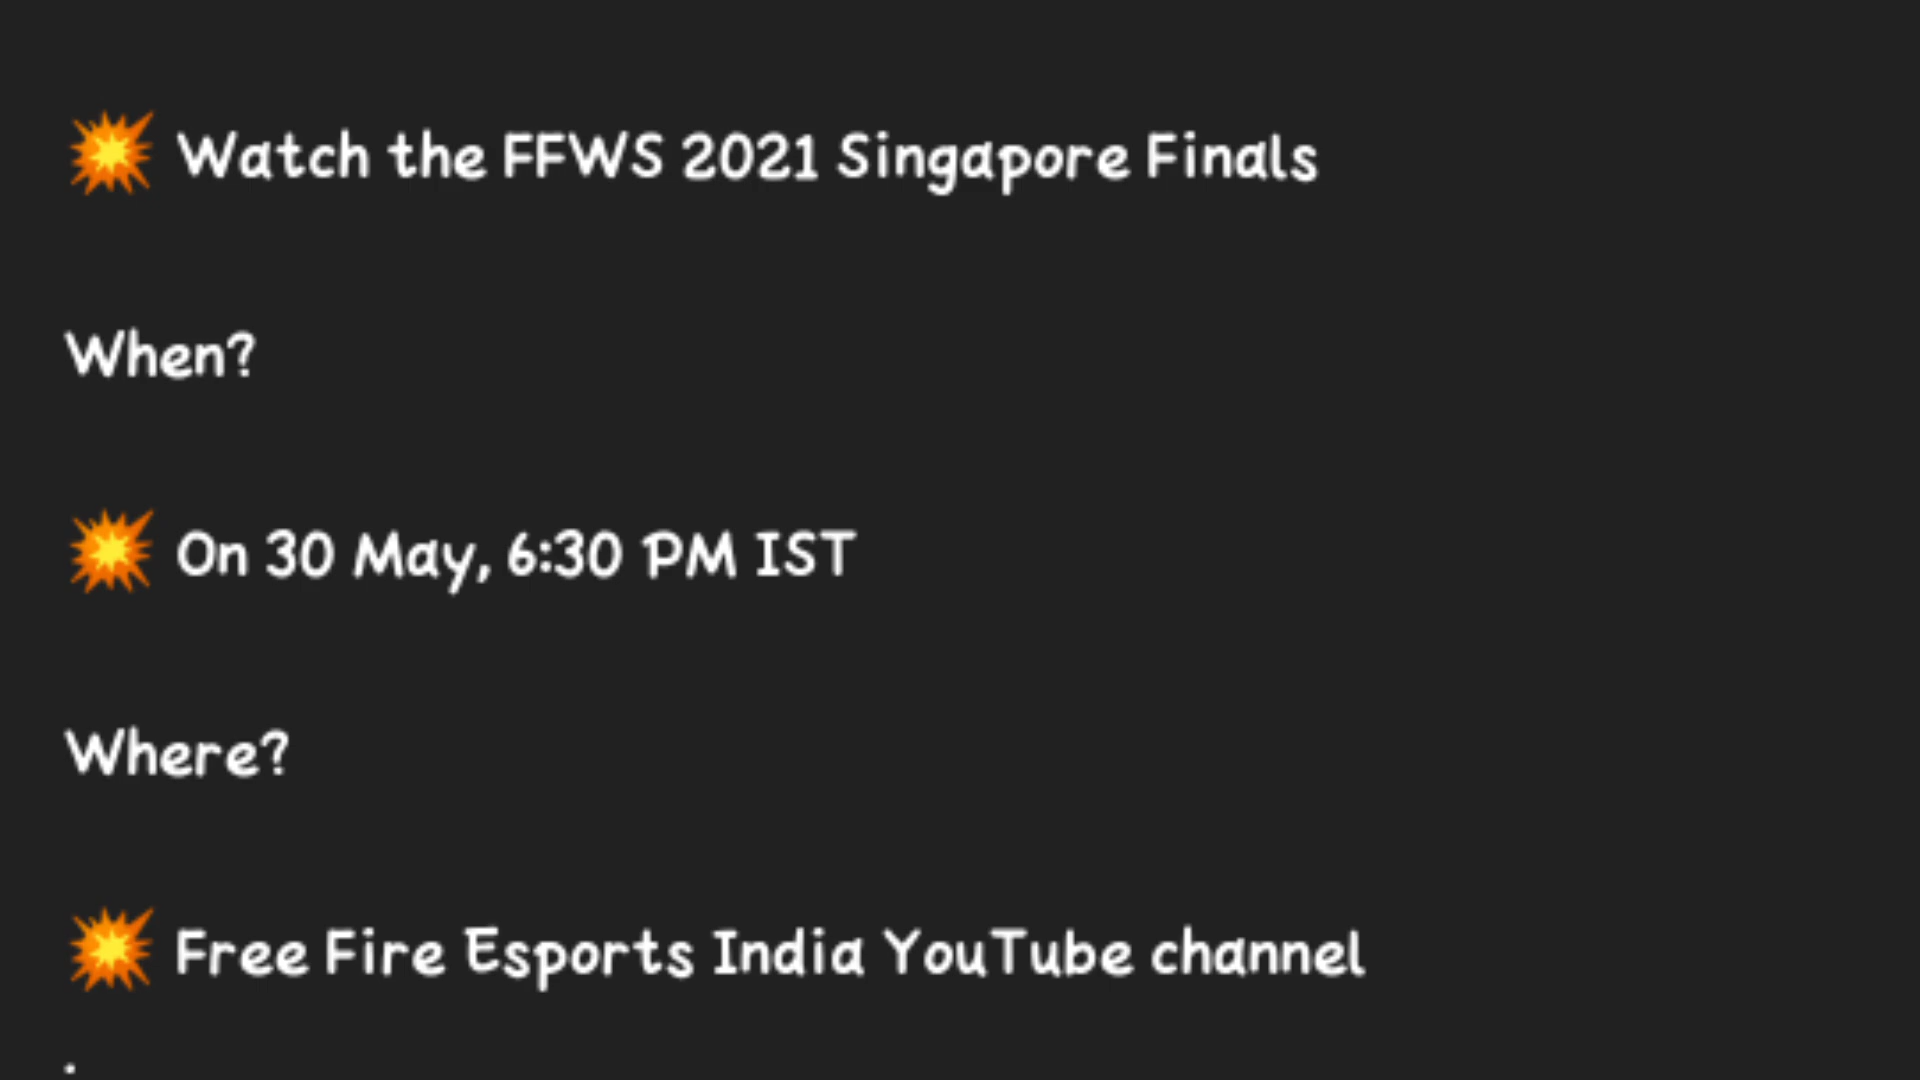 💥 Watch the FFWS 2021 Singapore Finals
When?
💥 On 30 May, 6:30 PM IST
Where?
💥 Free Fire Esports India YouTube channel
.